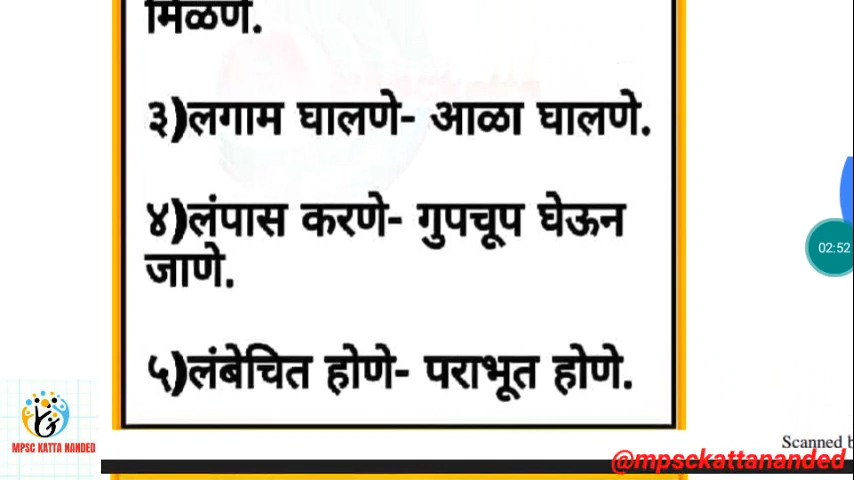 मिळणे.
३)लगाम घालणे- आळा घालणे.
४)लंपास करणे- गुपचूप घेऊन
जाणे.
५)लंबेचित होणे- पराभूत होणे.
02:52
MPSC KATTA NANDED
Scanned b
@mpsckattananded